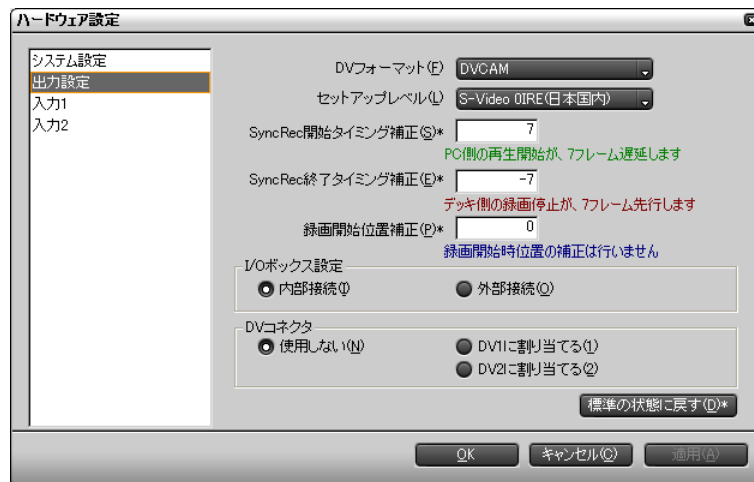 ハードウェア設定
システム設定
出力設定
入力1
入力2
DVフォーマット(F) DVCAM
セットアップレベル(L) S-Video 0IRE(日本国内)
SyncRec開始タイミング補正(S)* 7
PC側の再生開始が、7フレーム遅延します
SyncRec終了タイミング補正(E)* -7
デッキ側の録画停止が、7フレーム先行します
録画開始位置補正(P)* 0
録画開始時位置の補正は行いません
I/Oボックス設定
内部接続(I) 外部接続(O)
DVコネクタ
使用しない(N) DV1に割り当てる(1)
DV2に割り当てる(2)
標準の状態に戻す(D)*
OK キャンセル(C) 適用(A)